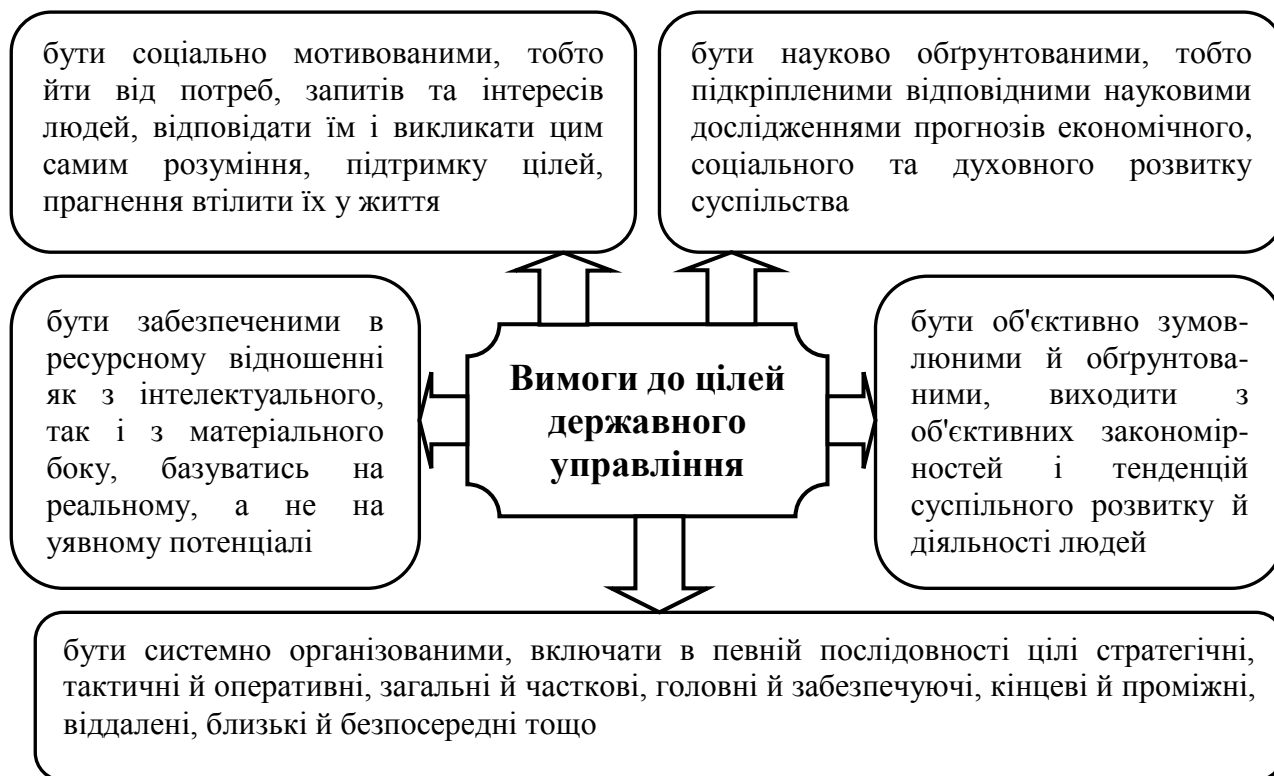 бути соціально мотивованими, тобто
йти від потреб, запитів та інтересів
людей, відповідати їм і викликати цим
самим розуміння, підтримку цілей,
прагнення втілити їх у життя
бути науково обґрунтованими, тобто
підкріпленими відповідними науковими
дослідженнями прогнозів економічного,
соціального та духовного розвитку
суспільства
бути забезпеченими в
ресурсному відношенні
як з інтелектуального,
так і з матеріального
боку, базуватись на
реальному, а не на
уявному потенціалі
Вимоги до цілей
державного
управління
бути об'єктивно зумов-
люними й обґрунтова-
ними, виходити з
об'єктивних закономір-
ностей і тенденцій
суспільного розвитку й
діяльності людей
бути системно організованими, включати в певній послідовності цілі стратегічні,
тактичні й оперативні, загальні й часткові, головні й забезпечуючі, кінцеві й проміжні,
віддалені, близькі й безпосередні тощо